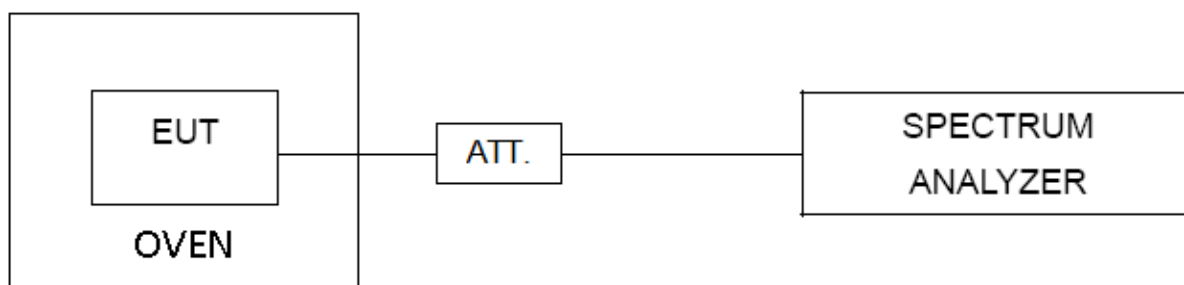 EUT
OVEN
ATT.
SPECTRUM
ANALYZER